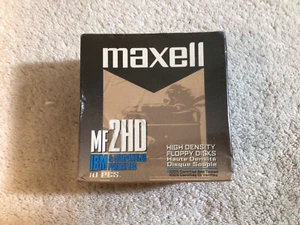 maxell
MF2HD
IBM
HIGH DENSITY
FLOPPY DISKS
Haute Densité
Disque Souple
10 PCS.